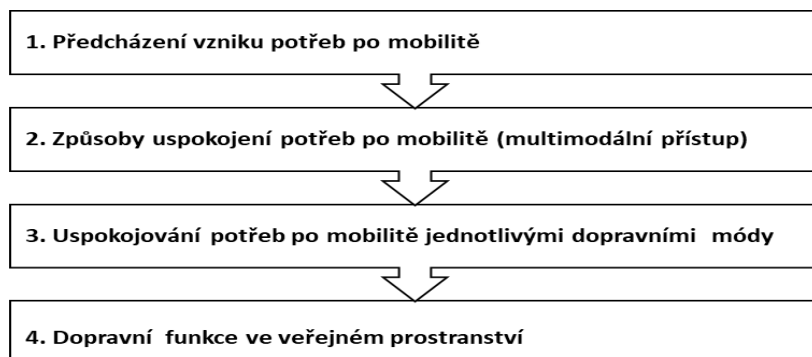 1. Předcházení vzniku potřeb po mobilitě
2. Způsoby uspokojení potřeb po mobilitě (multimodální přístup)
3. Uspokojování potřeb po mobilitě jednotlivými dopravními módy
4. Dopravní funkce ve veřejném prostranství